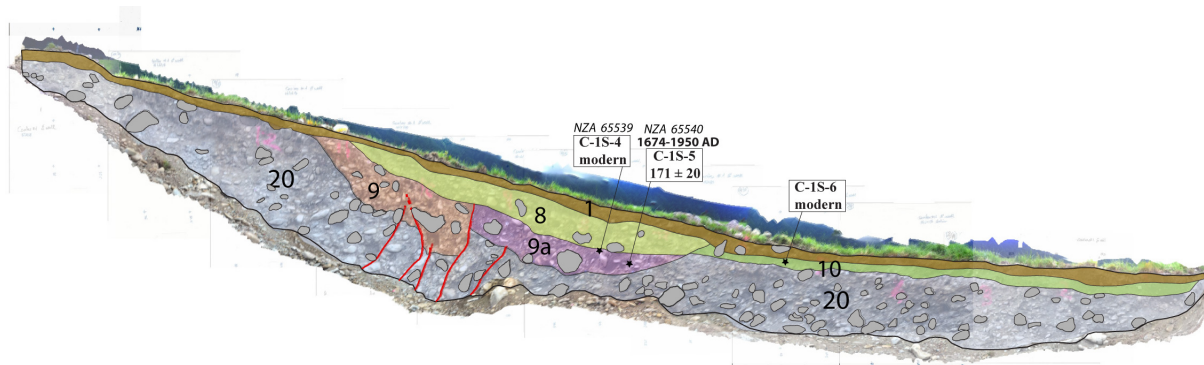 NZA 65539
C-1S-4
modern
NZA 65540
1674-1950 AD
C-1S-5
171 ± 20
C-1S-6
modern
20
9
8
1
9a
10
20